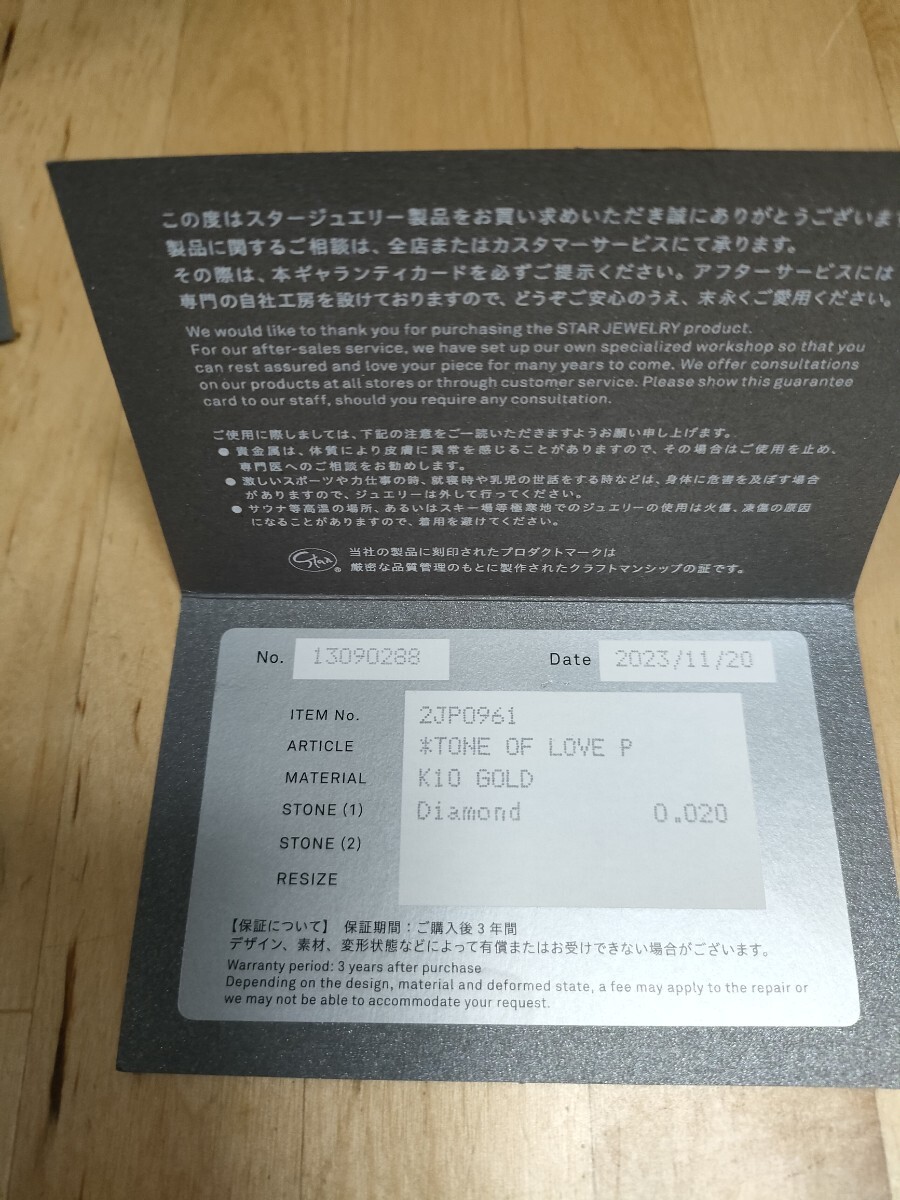 この度はスタージュエリー製品をお買い求めいただき誠にありがとうございます
製品に関するご相談は、全店またはカスタマーサービスにて承ります。
その際は、本ギャランティカードを必ずご提示ください。アフターサービスには
専門の自社工房を設けておりますので、どうぞご安心のうえ、末永くご愛用ください。
We would like to thank you for purchasing the STAR JEWELRY product.
For our after-sales service, we have set up our own specialized workshop so that you
can rest assured and love your piece for many years to come. We offer consultations
on our products at all stores or through customer service. Please show this guarantee
card to our staff, should you require any consultation.
ご使用に際しましては、下記の注意をご一読いただきますようお願い申し上げます。
● 貴金属は、体質により皮膚に異常を感じることがありますので、その場合はご使用を止め、
専門医へのご相談をお勧めします。
● 激しいスポーツや力仕事の時、就寝時や乳児の世話をする時などは、身体に危害を及ぼす場合
がありますので、ジュエリーは外して行ってください。
● サウナ等高温の場所、あるいはスキー場等極寒地でのジュエリーの使用は火傷、凍傷の原因
になることがありますので、着用を避けてください。
Star ® 当社の製品に刻印されたプロダクトマークは
厳密な品質管理のもとに製作されたクラフトマンシップの証です。
No. 13090288 Date 2023/11/20
ITEM No. 2JP0961
ARTICLE *TONE OF LOVE P
MATERIAL K10 GOLD
STONE (1) Diamond 0.020
STONE (2)
RESIZE
【保証について】 保証期間：ご購入後3年間
デザイン、素材、変形状態などによって有償またはお受けできない場合がございます。
Warranty period: 3 years after purchase
Depending on the design, material and deformed state, a fee may apply to the repair or
we may not be able to accommodate your request.